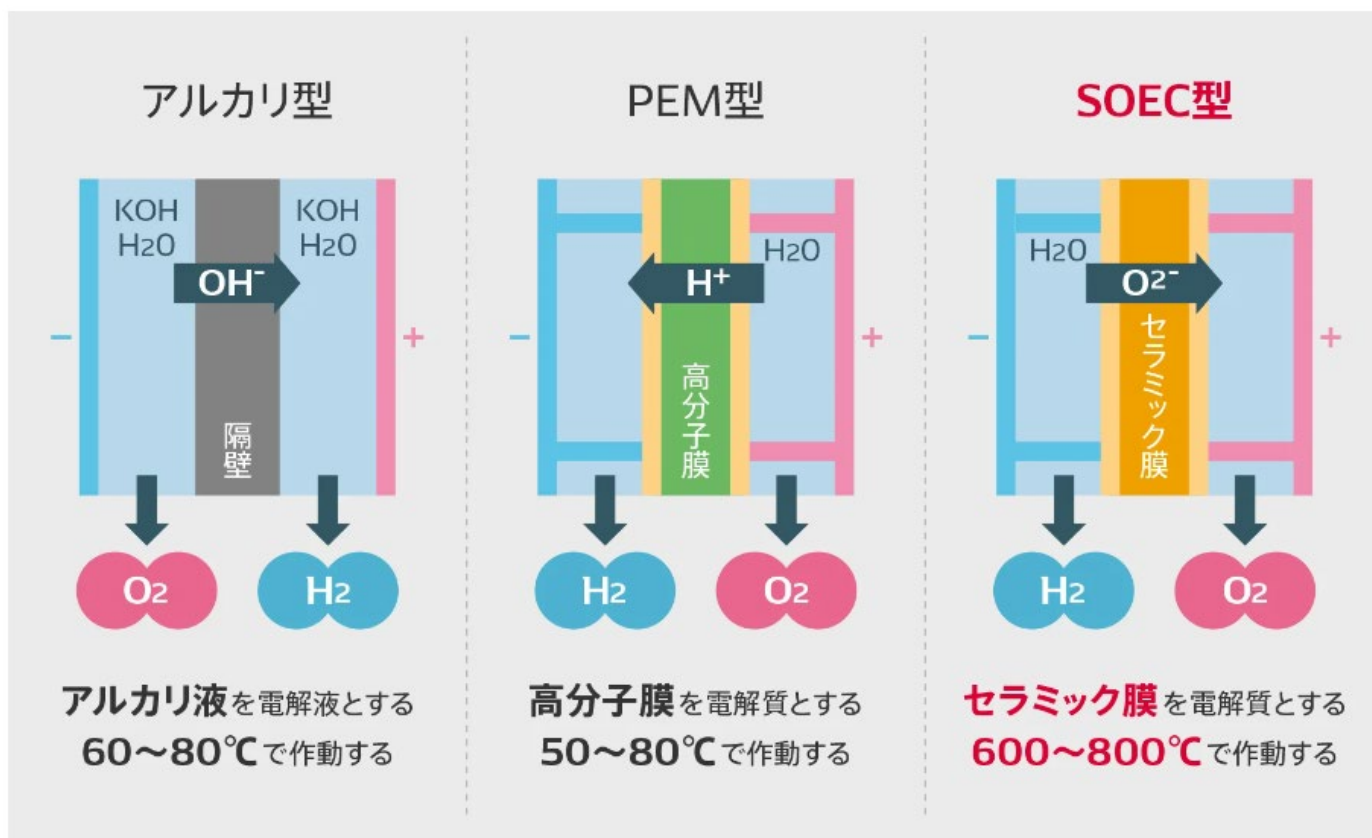 アルカリ型
KOH
H2O
KOH
H2O
OH-
−
+
隔壁
O2
H2
アルカリ液を電解液とする
60～80℃で作動する
PEM型
H2O
H+
−
+
高分子膜
H2
O2
高分子膜を電解質とする
50～80℃で作動する
SOEC型
H2O
O2-
−
+
セラミック膜
H2
O2
セラミック膜を電解質とする
600～800℃で作動する